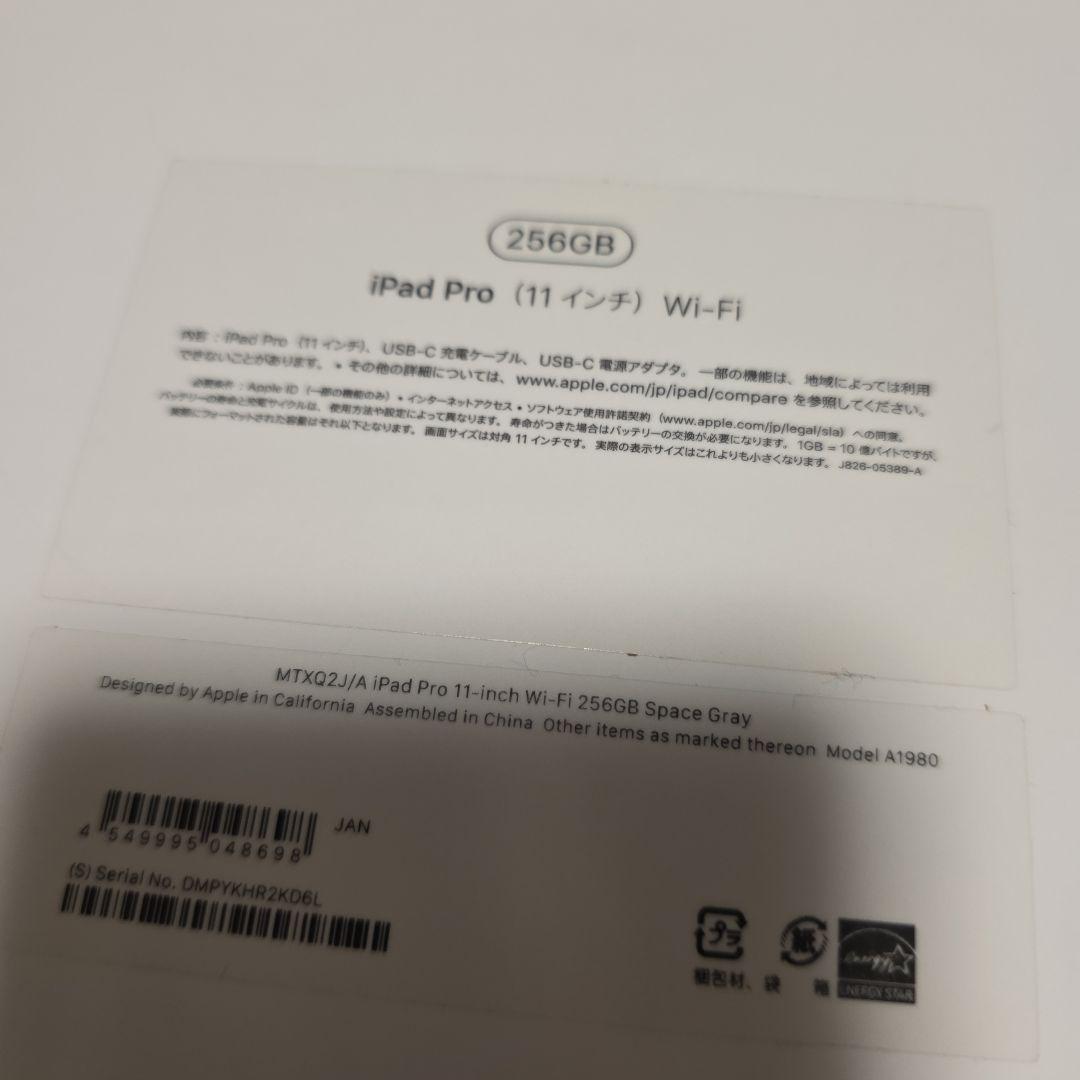 256GB
iPad Pro（11 インチ） Wi-Fi
内容：iPad Pro（11 インチ）、USB-C 充電ケーブル、USB-C 電源アダプタ。一部の機能は、地域によっては利用
できないことがあります。• その他の詳細については、www.apple.com/jp/ipad/compare を参照してください。
必要条件：Apple ID（一部の機能のみ）• インターネットアクセス • ソフトウェア使用許諾契約（www.apple.com/jp/legal/sla）への同意。
バッテリーの寿命と充電サイクルは、使用方法や設定によって異なります。寿命がつきた場合はバッテリーの交換が必要になります。1GB = 10 億バイトですが、
実際にフォーマットされた容量はそれ以下となります。画面サイズは対角 11 インチです。実際の表示サイズはこれよりも小さくなります。J826-05389-A
MTXQ2J/A iPad Pro 11-inch Wi-Fi 256GB Space Gray
Designed by Apple in California Assembled in China Other items as marked thereon Model A1980
JAN
4 549995 048698
(S) Serial No. DMPYKHR2KD6L
プラ 紙 energy
梱包材、袋 箱 ENERGY STAR